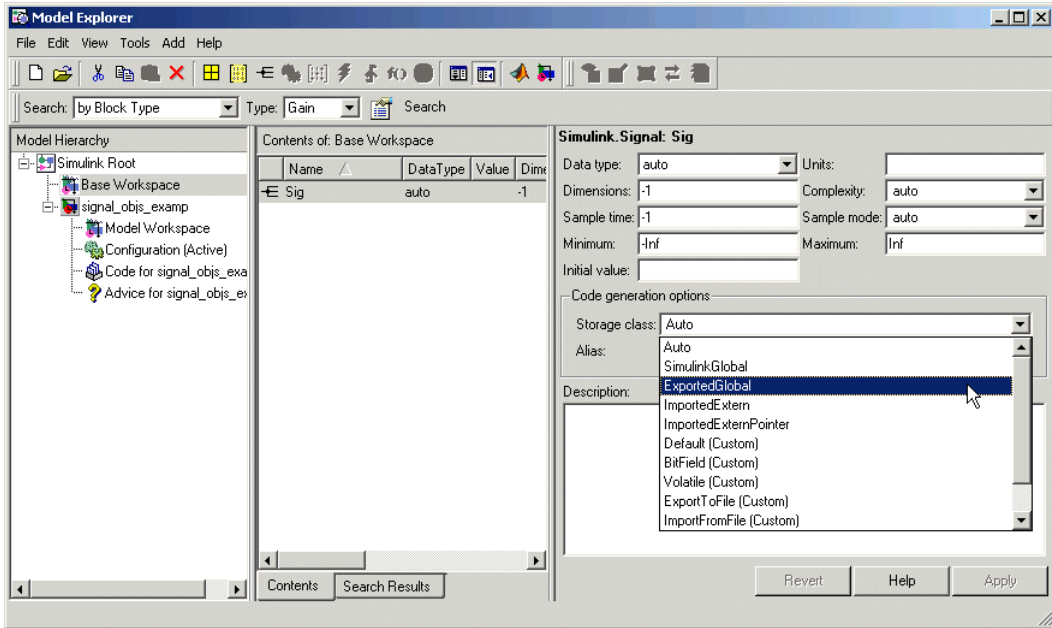 Model Explorer
File Edit View Tools Add Help
Search: by Block Type Type: Gain Search
Model Hierarchy
Simulink Root
Base Workspace
signal_objs_examp
Model Workspace
Configuration (Active)
Code for signal_objs_exa
Advice for signal_objs_e
Contents of: Base Workspace
Name DataType Value Dime
Sig auto -1
Contents Search Results
Simulink.Signal: Sig
Data type: auto Units:
Dimensions: -1 Complexity: auto
Sample time: -1 Sample mode: auto
Minimum: -Inf Maximum: Inf
Initial value:
Code generation options
Storage class: Auto
Alias:
Auto
SimulinkGlobal
ExportedGlobal
ImportedExtern
ImportedExternPointer
Default (Custom)
BitField (Custom)
Volatile (Custom)
ExportToFile (Custom)
ImportFromFile (Custom)
Description:
Revert Help Apply